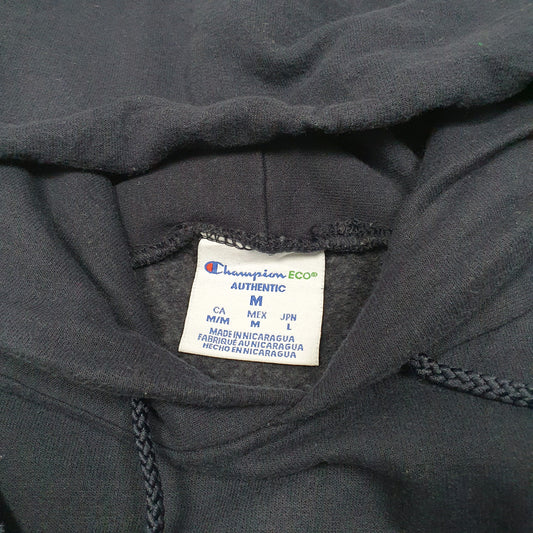 Champion ECO®
AUTHENTIC
M
CA MEX JPN
M/M M L
MADE IN NICARAGUA
FABRIQUÉ AU NICARAGUA
HECHO EN NICARAGUA